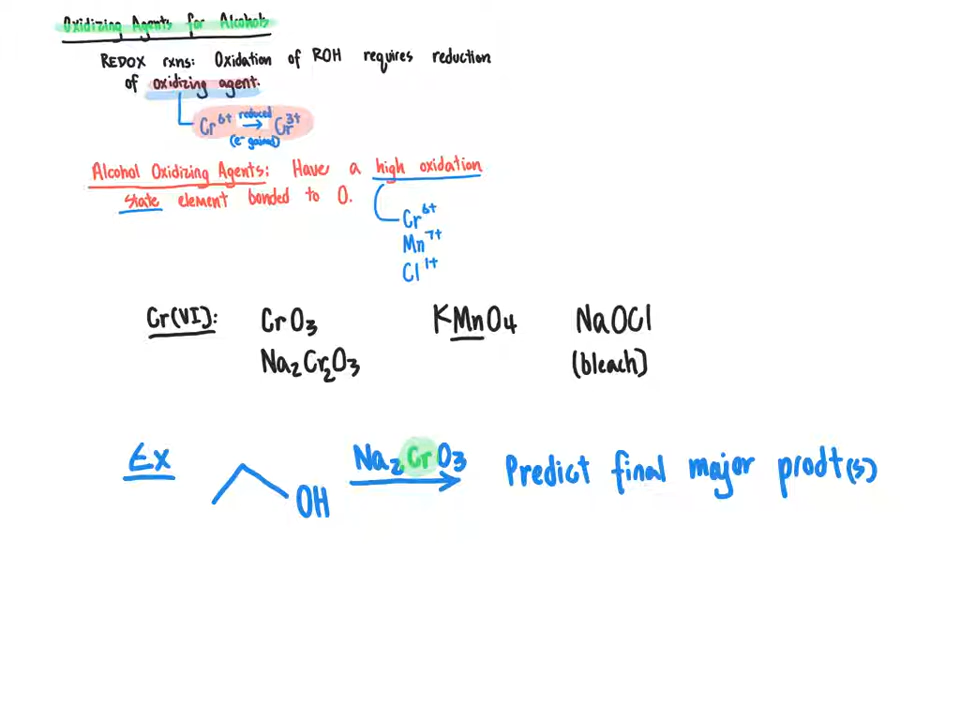 Oxidizing Agents for Alcohols
REDOX rxns: Oxidation of ROH requires reduction
of oxidizing agent.
Cr6+ reduced → Cr3+
(e- gained)
Alcohol Oxidizing Agents: Have a high oxidation
state element bonded to O.
Cr6+
Mn7+
Cl1+
Cr(VI): CrO3 KMnO4 NaOCl
Na2Cr2O3 (bleach)
Ex OH Na2CrO3 Predict final major prodt(s)